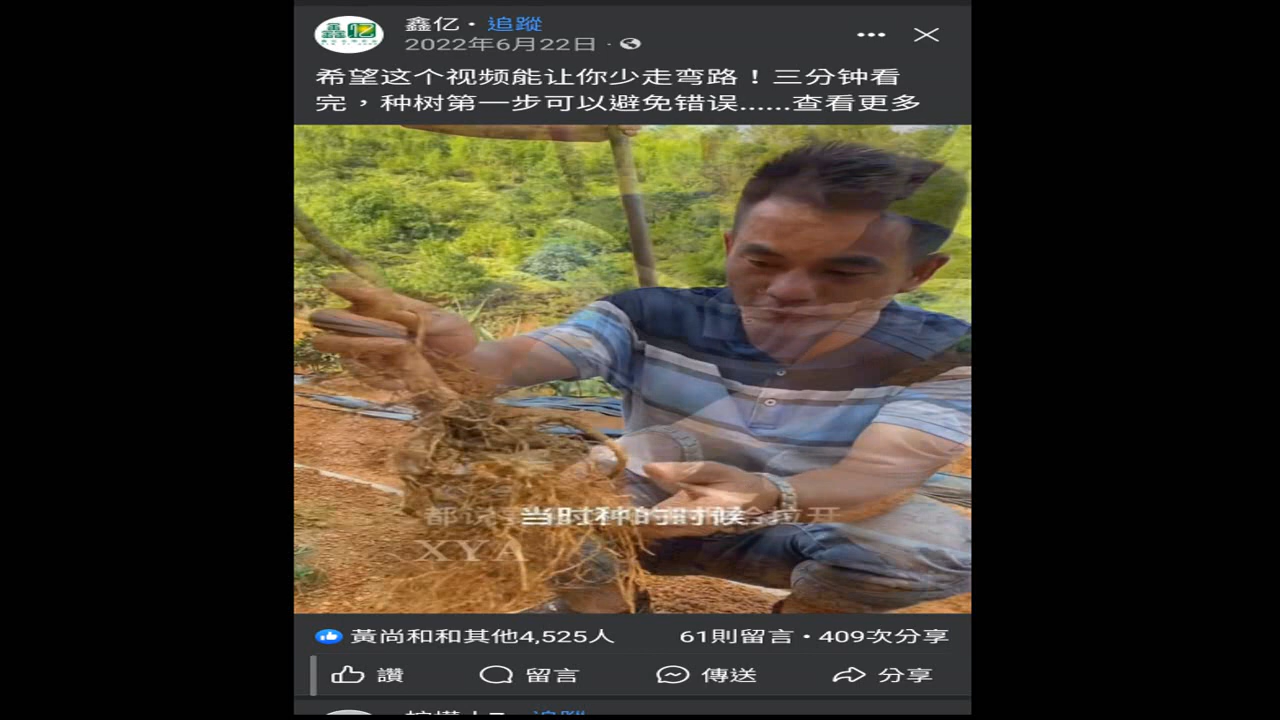 鑫亿 · 追蹤
2022年6月22日 ·
希望这个视频能让你少走弯路！三分钟看
完，种树第一步可以避免错误......查看更多
当时种的时候
拉开
XYA
黃尚和和其他4,525人
61則留言 · 409次分享
讚
留言
傳送
分享